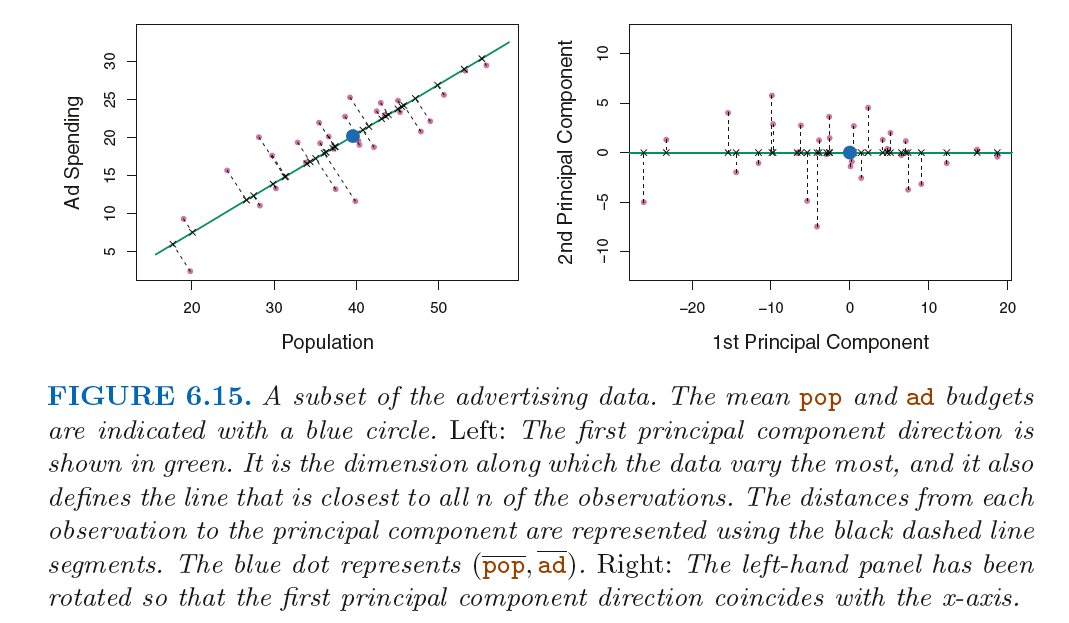 Ad Spending
5 10 15 20 25 30
20 30 40 50
Population
2nd Principal Component
−10 −5 0 5 10
−20 −10 0 10 20
1st Principal Component
FIGURE 6.15. A subset of the advertising data. The mean pop and ad budgets
are indicated with a blue circle. Left: The first principal component direction is
shown in green. It is the dimension along which the data vary the most, and it also
defines the line that is closest to all n of the observations. The distances from each
observation to the principal component are represented using the black dashed line
segments. The blue dot represents (p̅o̅p̅, a̅d̅). Right: The left-hand panel has been
rotated so that the first principal component direction coincides with the x-axis.